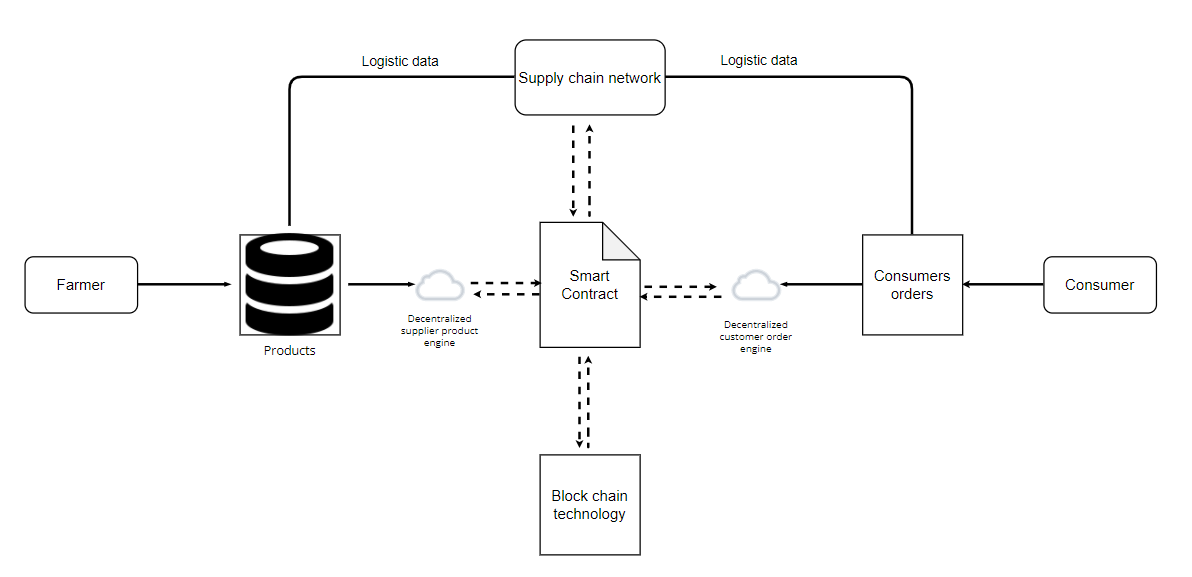 Logistic data
Supply chain network
Logistic data
Farmer
Products
Decentralized
supplier product
engine
Smart
Contract
Decentralized
customer order
engine
Consumers
orders
Consumer
Block chain
technology